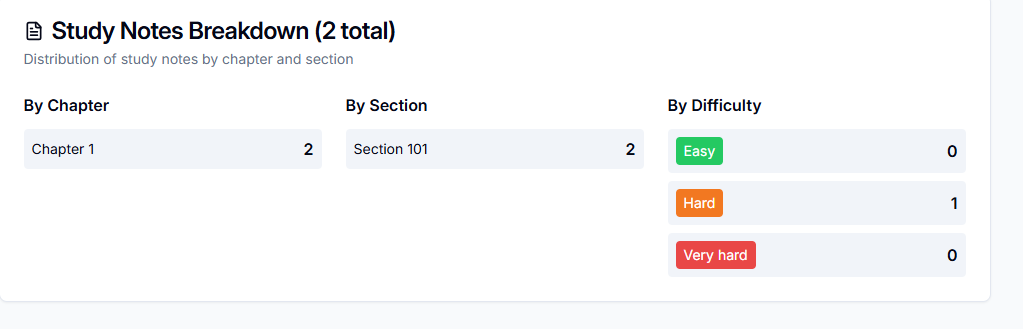 Study Notes Breakdown (2 total)
Distribution of study notes by chapter and section
By Chapter
Chapter 1 2
By Section
Section 101 2
By Difficulty
Easy 0
Hard 1
Very hard 0